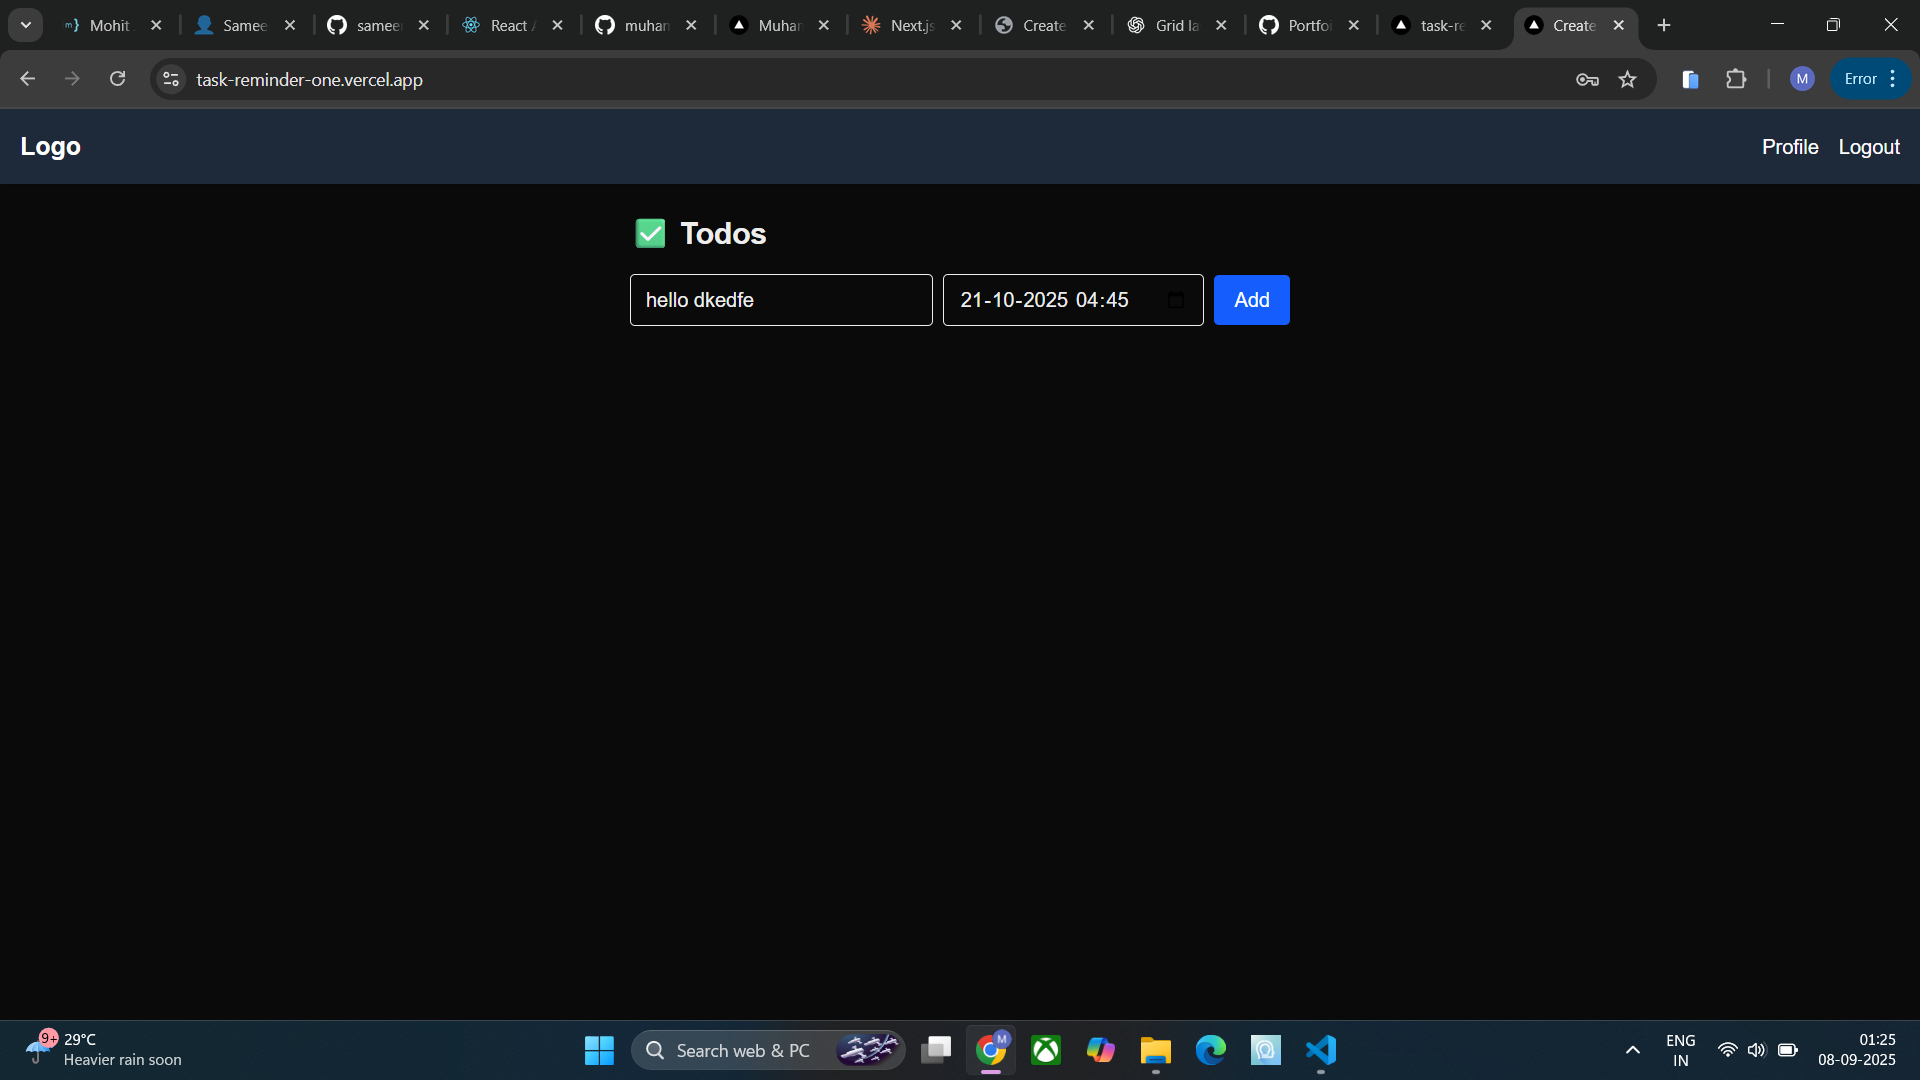 Mohit
Samee
samee
React A
muhan
Muhan
Next.js
Create
Grid la
Portfoi
task-re
Create
task-reminder-one.vercel.app
M
Error
Logo
Profile
Logout
Todos
hello dkedfe
21-10-2025 04:45
Add
9+
29°C
Heavier rain soon
Search web & PC
M
ENG
IN
01:25
08-09-2025